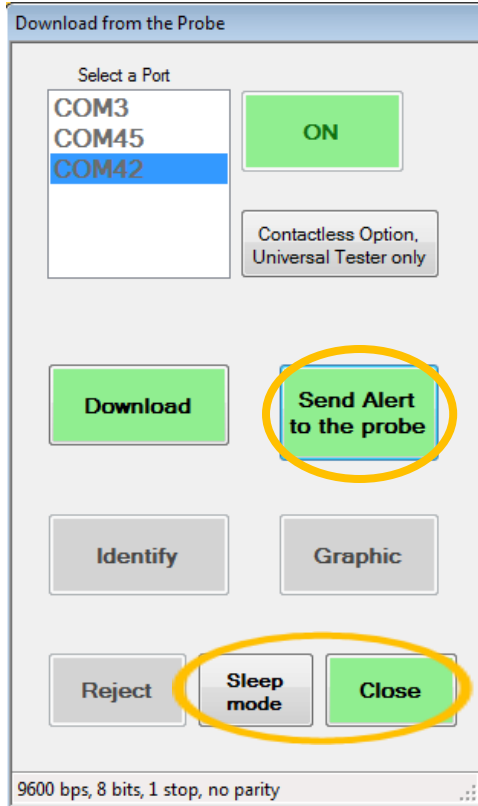 Download from the Probe
Select a Port
COM3
COM45
COM42
ON
Contactless Option,
Universal Tester only
Download
Send Alert
to the probe
Identify
Graphic
Reject
Sleep
mode
Close
9600 bps, 8 bits, 1 stop, no parity